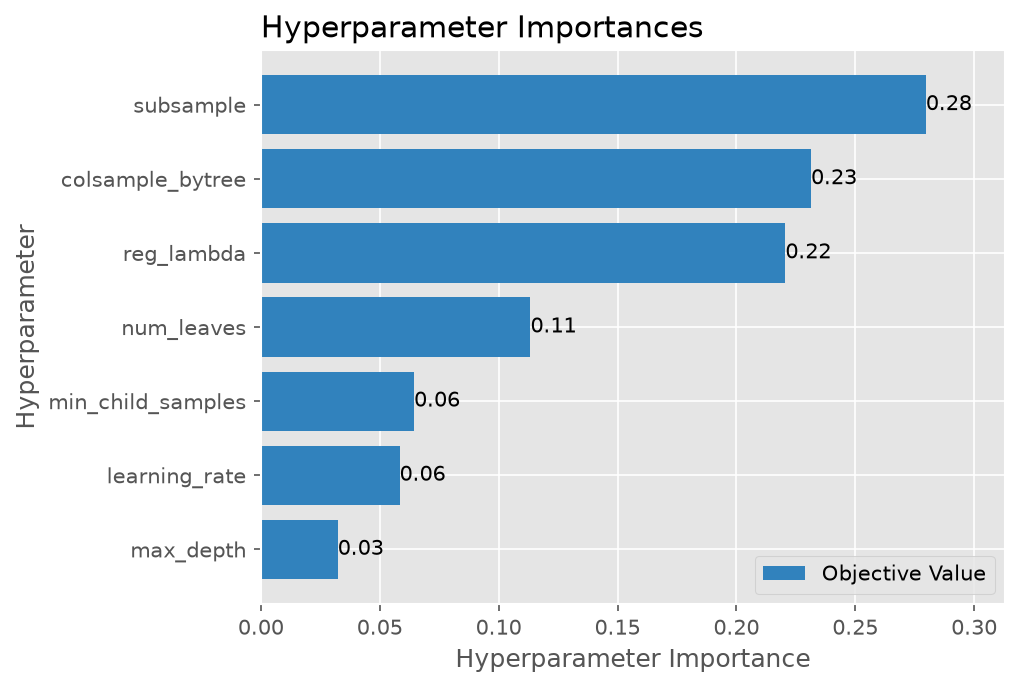 Hyperparameter Importances
subsample
0.28
colsample_bytree
0.23
reg_lambda
0.22
num_leaves
0.11
min_child_samples
0.06
learning_rate
0.06
max_depth
0.03
Hyperparameter
Objective Value
0.00 0.05 0.10 0.15 0.20 0.25 0.30
Hyperparameter Importance